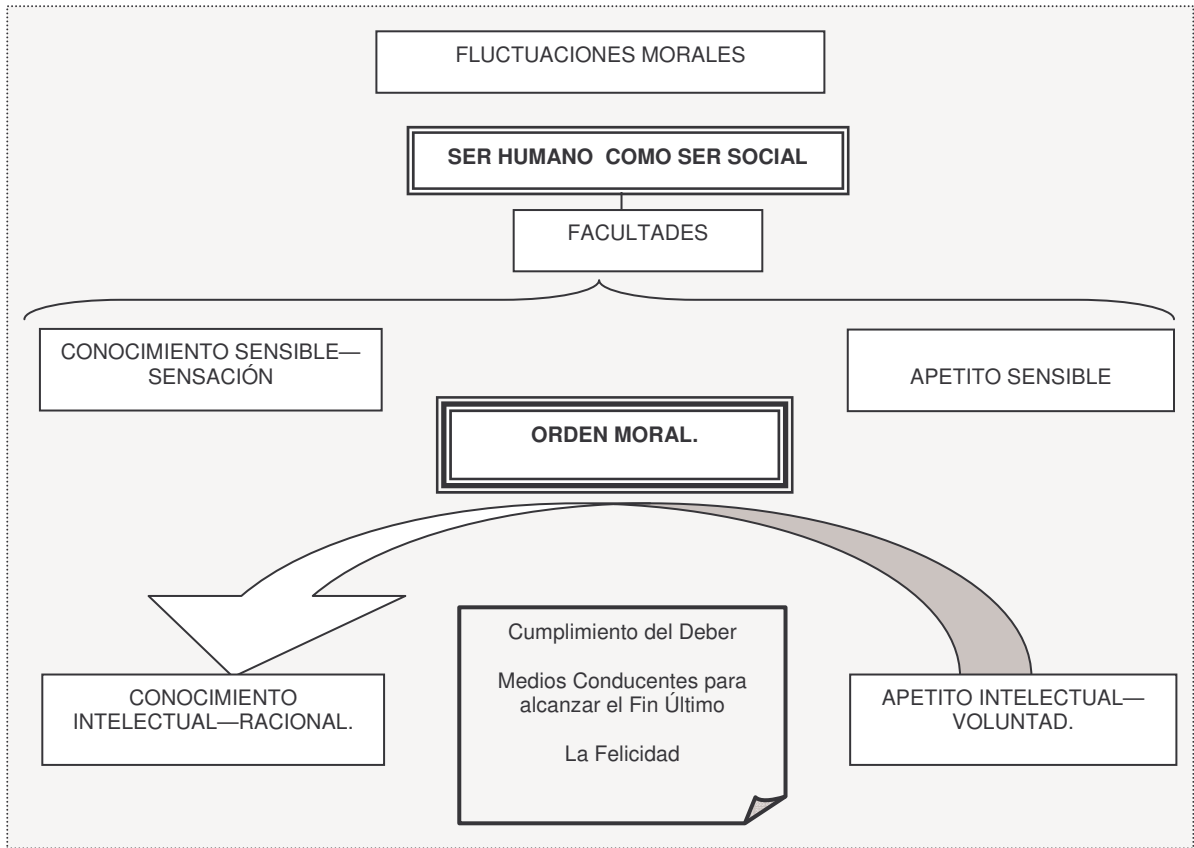 FLUCTUACIONES MORALES
SER HUMANO COMO SER SOCIAL
FACULTADES
CONOCIMIENTO SENSIBLE—
SENSACIÓN
APETITO SENSIBLE
ORDEN MORAL.
Cumplimiento del Deber
Medios Conducentes para
alcanzar el Fin Último
La Felicidad
CONOCIMIENTO
INTELECTUAL—RACIONAL.
APETITO INTELECTUAL—
VOLUNTAD.